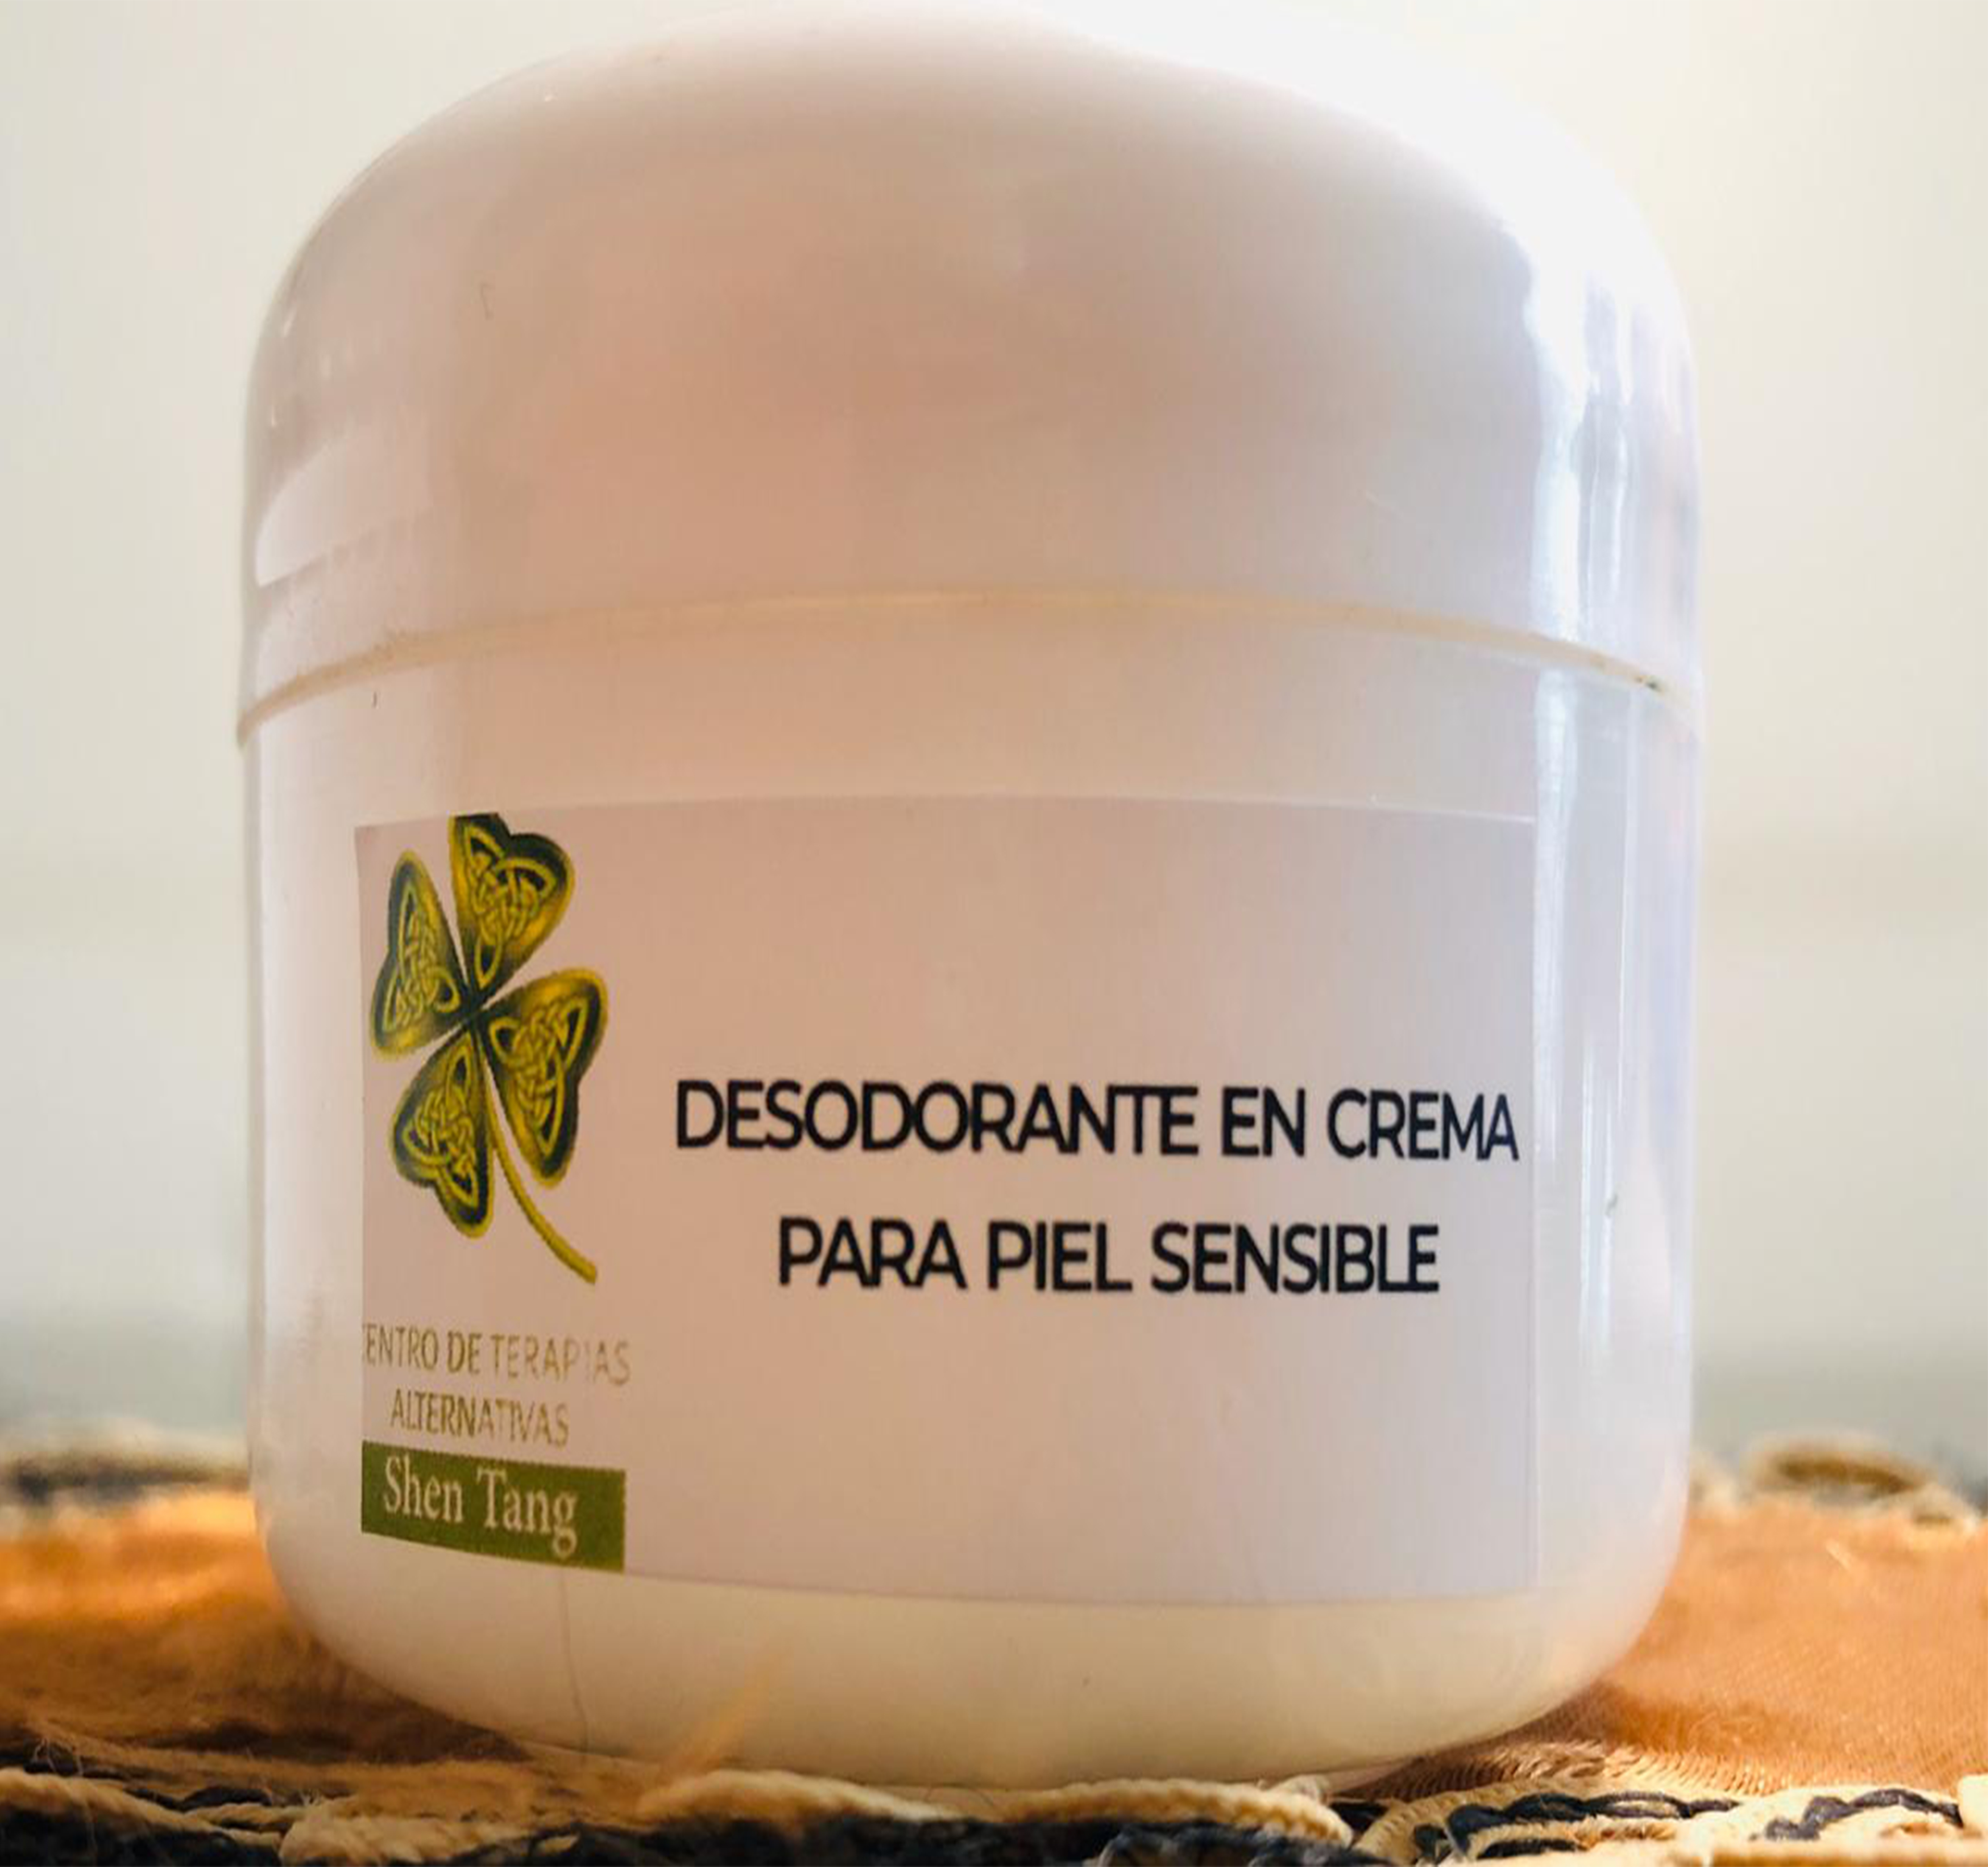 DESODORANTE EN CREMA
PARA PIEL SENSIBLE
ENTRO DE TERAPIAS
ALTERNATIVAS
Shen Tang